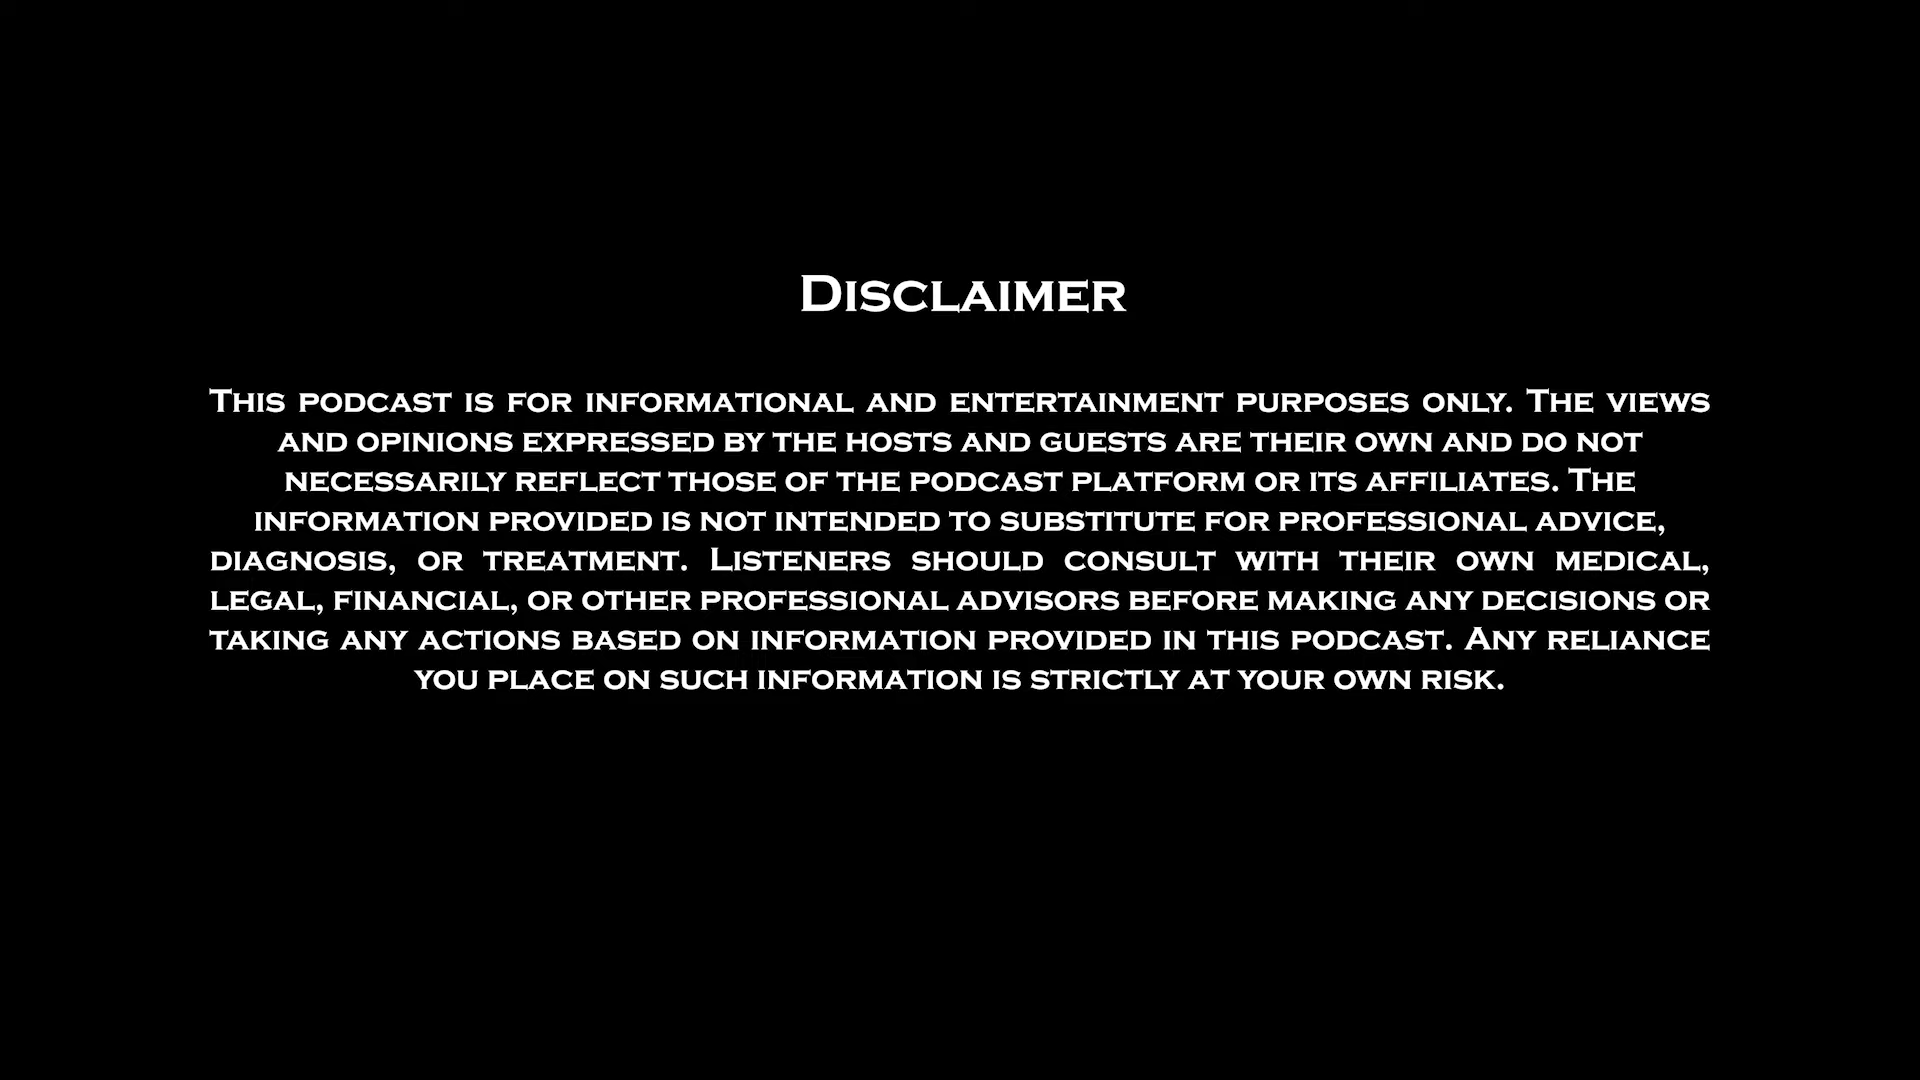 Disclaimer
This podcast is for informational and entertainment purposes only. The views
and opinions expressed by the hosts and guests are their own and do not
necessarily reflect those of the podcast platform or its affiliates. The
information provided is not intended to substitute for professional advice,
diagnosis, or treatment. Listeners should consult with their own medical,
legal, financial, or other professional advisors before making any decisions or
taking any actions based on information provided in this podcast. Any reliance
you place on such information is strictly at your own risk.